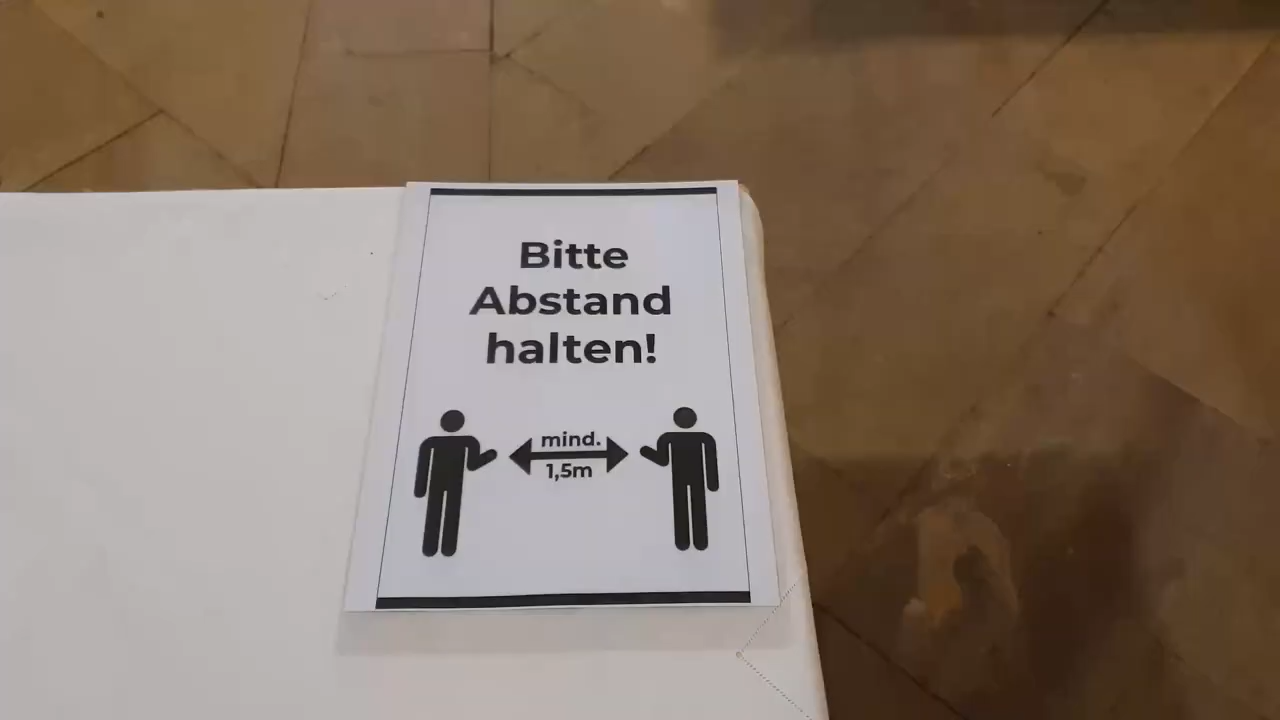 Bitte
Abstand
halten!
mind.
1,5m